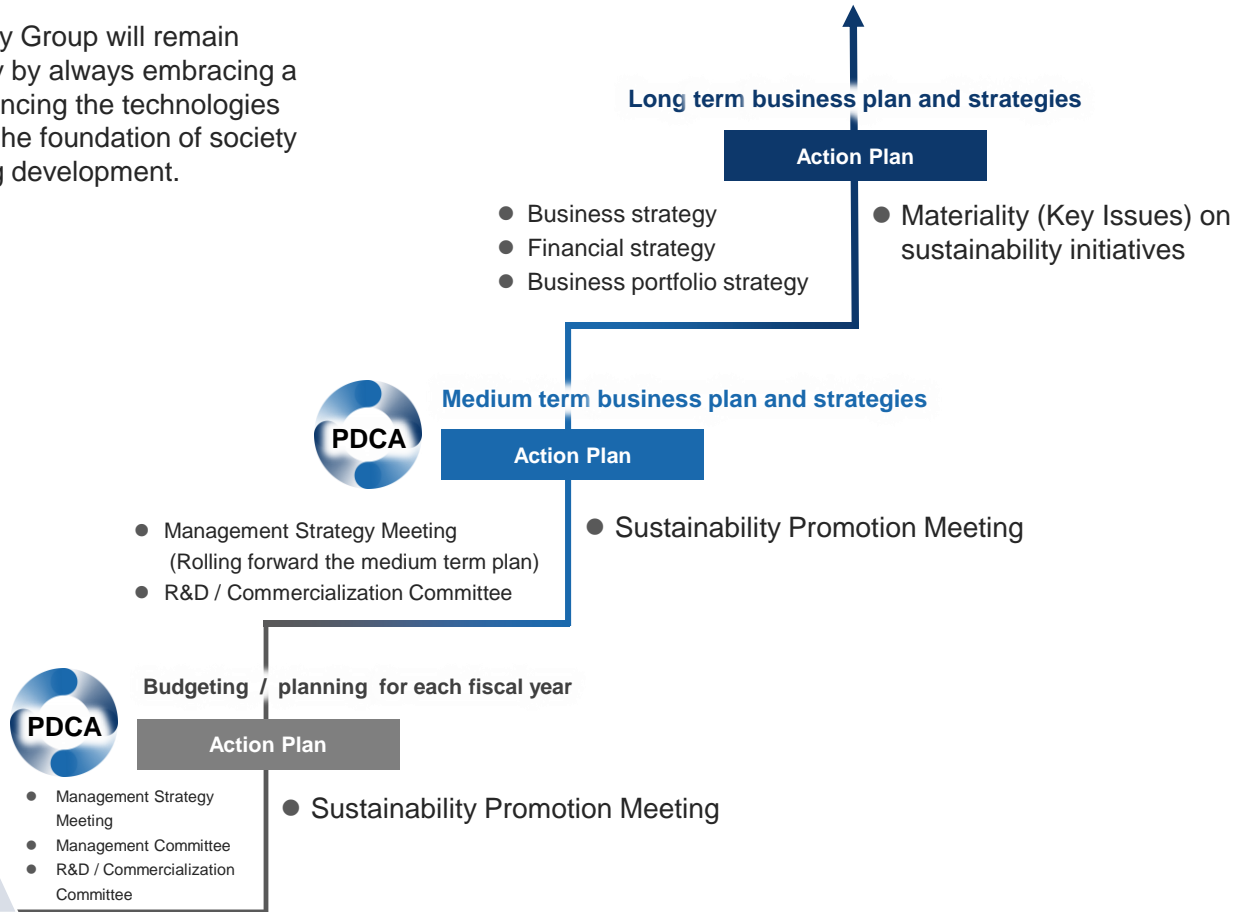 y Group will remain
y by always embracing a
ncing the technologies
he foundation of society
g development.
Long term business plan and strategies
Action Plan
● Business strategy
● Financial strategy
● Business portfolio strategy
● Materiality (Key Issues) on
sustainability initiatives
PDCA
Medium term business plan and strategies
Action Plan
● Management Strategy Meeting
(Rolling forward the medium term plan)
● R&D / Commercialization Committee
● Sustainability Promotion Meeting
PDCA
Budgeting / planning for each fiscal year
Action Plan
● Management Strategy
Meeting
● Management Committee
● R&D / Commercialization
Committee
● Sustainability Promotion Meeting